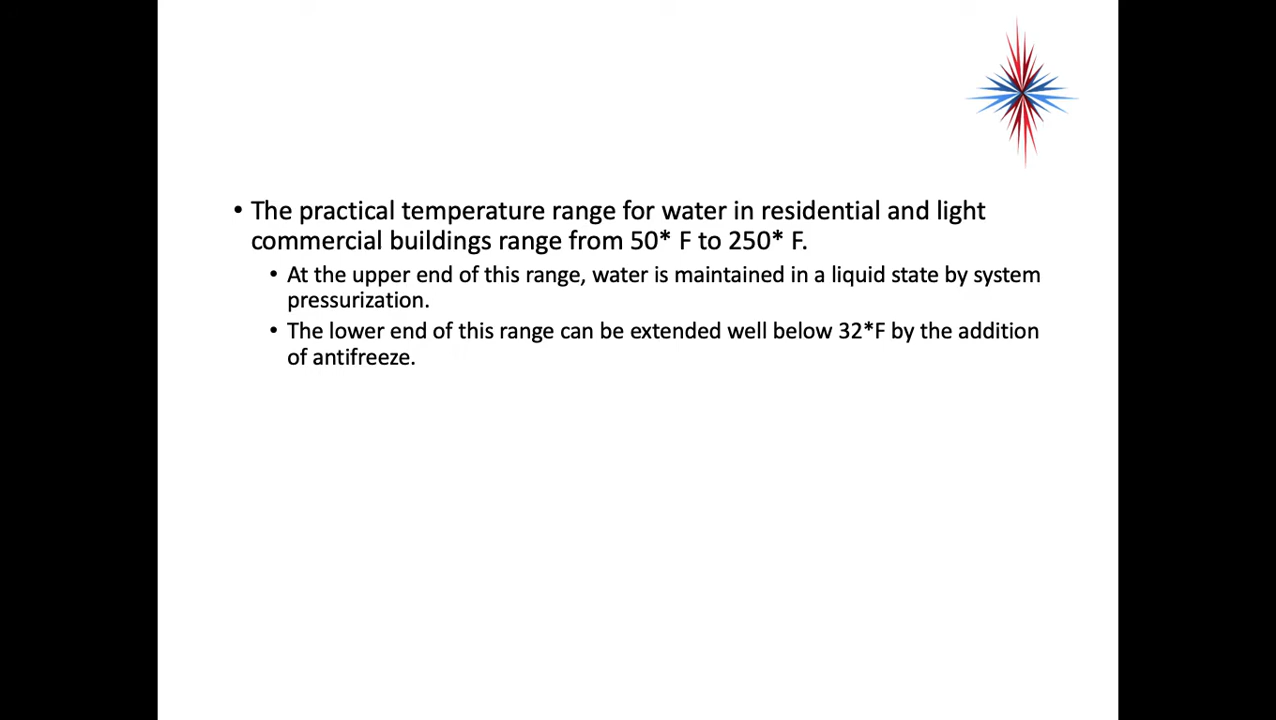 • The practical temperature range for water in residential and light
commercial buildings range from 50* F to 250* F.
• At the upper end of this range, water is maintained in a liquid state by system
pressurization.
• The lower end of this range can be extended well below 32*F by the addition
of antifreeze.